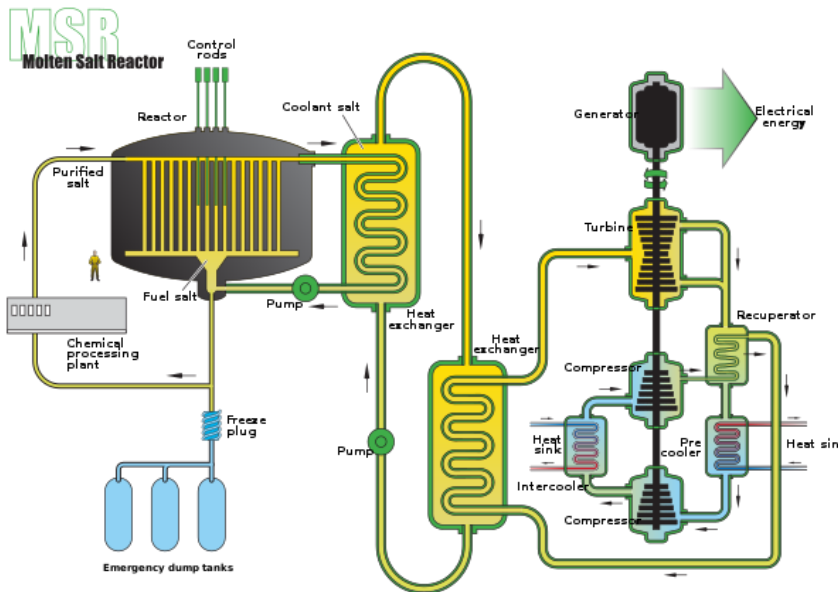 MSR
Molten Salt Reactor
Control
rods
Reactor
Coolant salt
Purified
salt
Fuel salt
Pump
Heat
exchanger
Chemical
processing
plant
Freeze
plug
Emergency dump tanks
Pump
Heat
exchanger
Generator
Electrical
energy
Turbine
Recuperator
Compressor
Heat
sink
Pre
cooler
Heat sin
Intercooler
Compressor